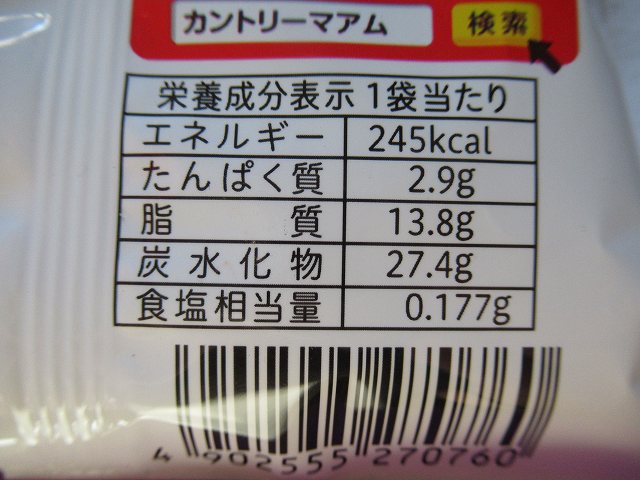 カントリーマアム 検索
栄養成分表示 1袋当たり
エネルギー 245kcal
たんぱく質 2.9g
脂質 13.8g
炭水化物 27.4g
食塩相当量 0.177g
4 902555 270760